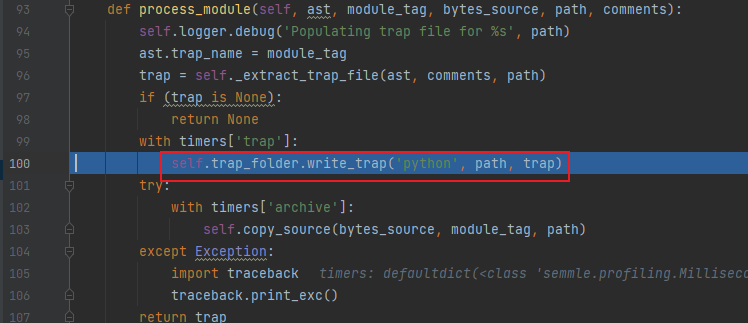 93 def process_module(self, ast, module_tag, bytes_source, path, comments):
94 self.logger.debug('Populating trap file for %s', path)
95 ast.trap_name = module_tag
96 trap = self._extract_trap_file(ast, comments, path)
97 if (trap is None):
98 return None
99 with timers['trap']:
100 self.trap_folder.write_trap('python', path, trap)
101 try:
102 with timers['archive']:
103 self.copy_source(bytes_source, module_tag, path)
104 except Exception:
105 import traceback timers: defaultdict(<class 'semmle.profiling.Milliseco
106 traceback.print_exc()
107 return trap